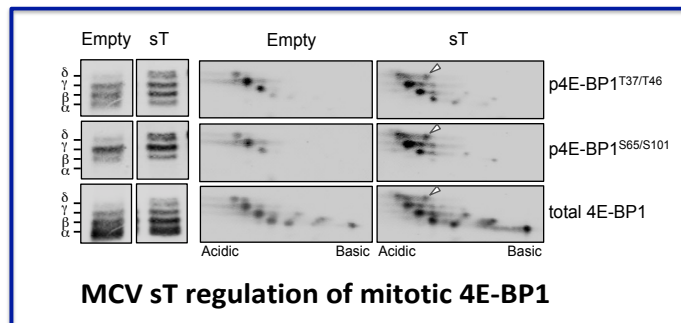 Empty sT Empty sT
δ
γ
β
α
p4E-BP1T37/T46
δ
γ
β
α
p4E-BP1S65/S101
δ
γ
β
α
total 4E-BP1
Acidic Basic Acidic Basic
MCV sT regulation of mitotic 4E-BP1